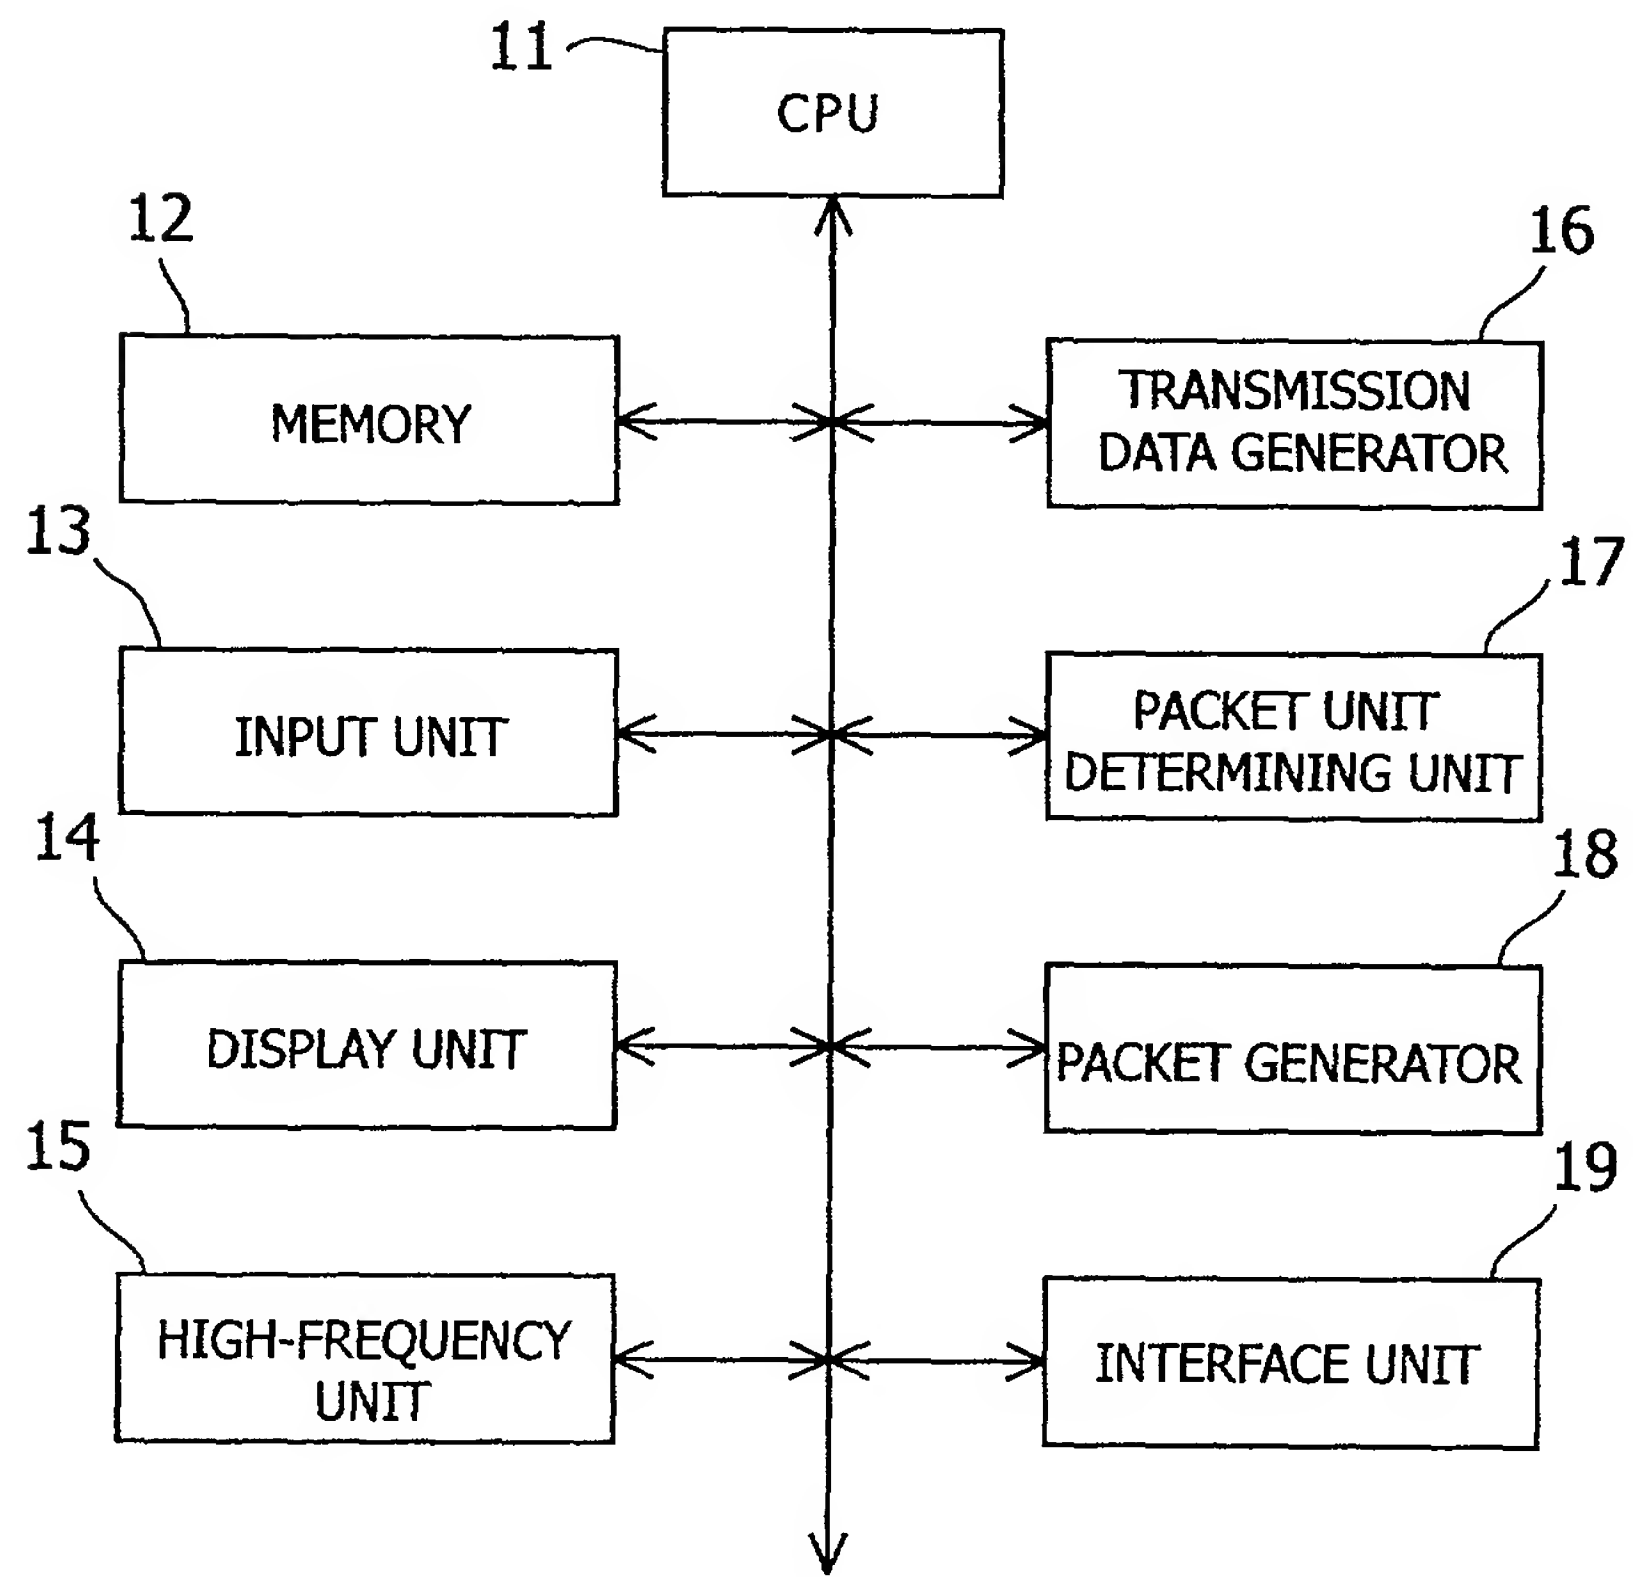 11
CPU
12
MEMORY
16
TRANSMISSION
DATA GENERATOR
13
INPUT UNIT
17
PACKET UNIT
DETERMINING UNIT
14
DISPLAY UNIT
18
PACKET GENERATOR
15
HIGH-FREQUENCY
UNIT
19
INTERFACE UNIT